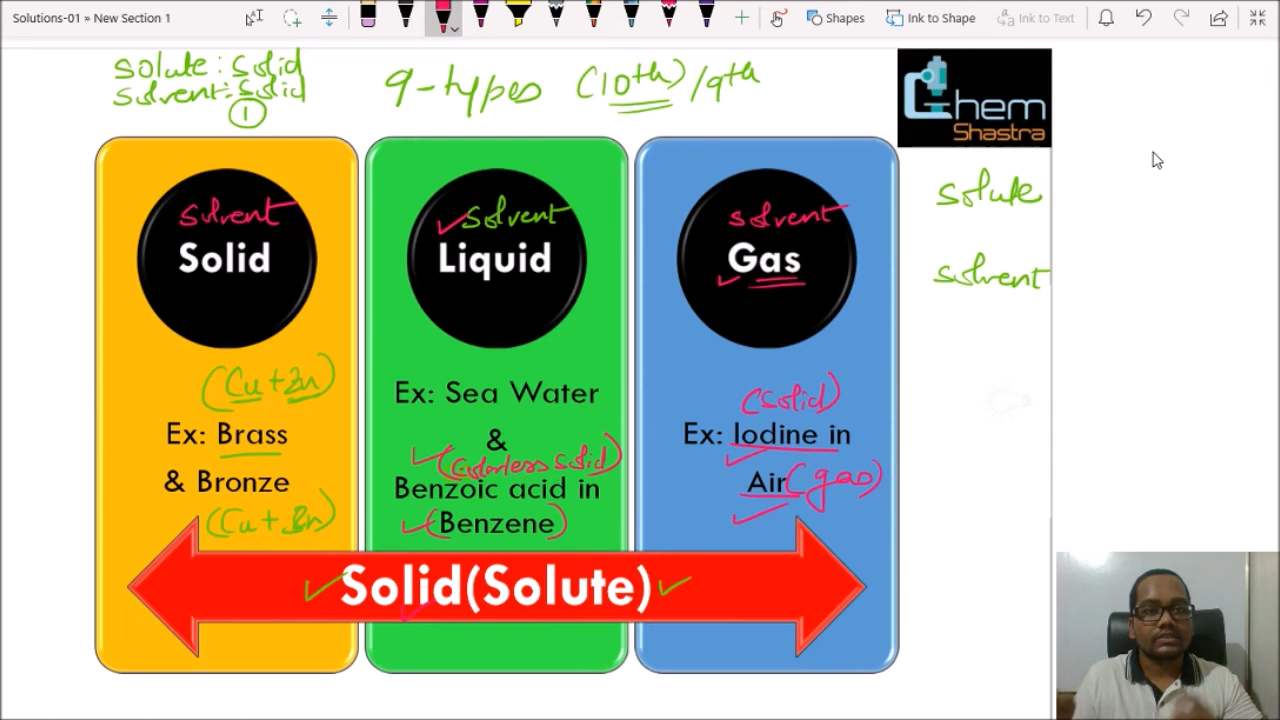 Solutions-01 » New Section 1
Shapes
Ink to Shape
Ink to Text
solute: solid
solvent: solid
1
9-types (10th)/9th
Chem
Shastra
solvent
Solid
solvent
Liquid
solvent
Gas
solute
solvent
(Cu+Zn)
Ex: Brass
& Bronze
(Cu+Sn)
Ex: Sea Water
&
(Colorless solid)
Benzoic acid in
(Benzene)
(solid)
Ex: Iodine in
Air(gas)
Solid(Solute)